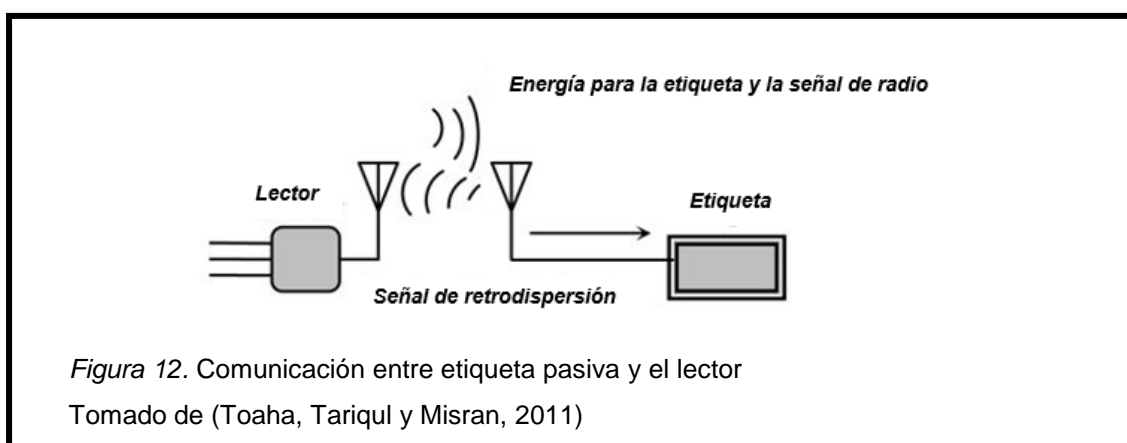 Energía para la etiqueta y la señal de radio
Lector
Etiqueta
Señal de retrodispersión
Figura 12. Comunicación entre etiqueta pasiva y el lector
Tomado de (Toaha, Tariqul y Misran, 2011)